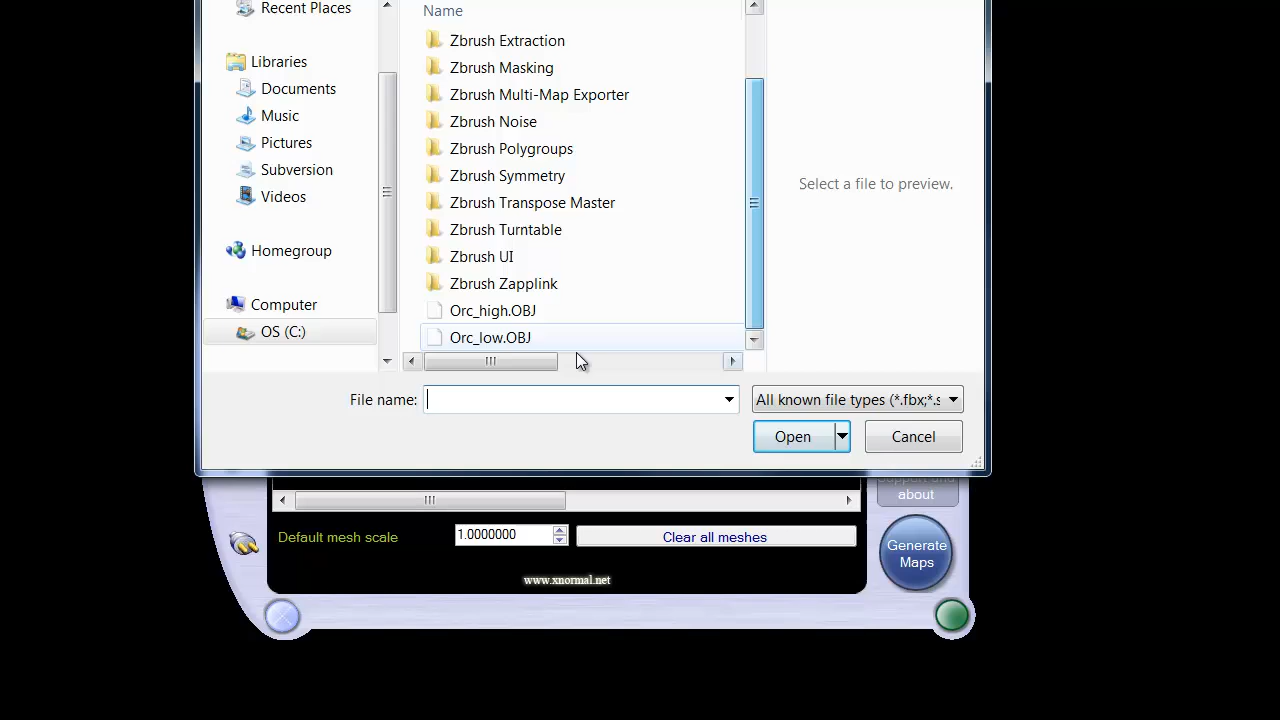 Recent Places
Libraries
Documents
Music
Pictures
Subversion
Videos
Homegroup
Computer
OS (C:)
Name
Zbrush Extraction
Zbrush Masking
Zbrush Multi-Map Exporter
Zbrush Noise
Zbrush Polygroups
Zbrush Symmetry
Zbrush Transpose Master
Zbrush Turntable
Zbrush UI
Zbrush Zapplink
Orc_high.OBJ
Orc_low.OBJ
Select a file to preview.
File name:
All known file types (*.fbx;*.s
Open
Cancel
Support and
about
Default mesh scale
1.0000000
Clear all meshes
Generate
Maps
www.xnormal.net